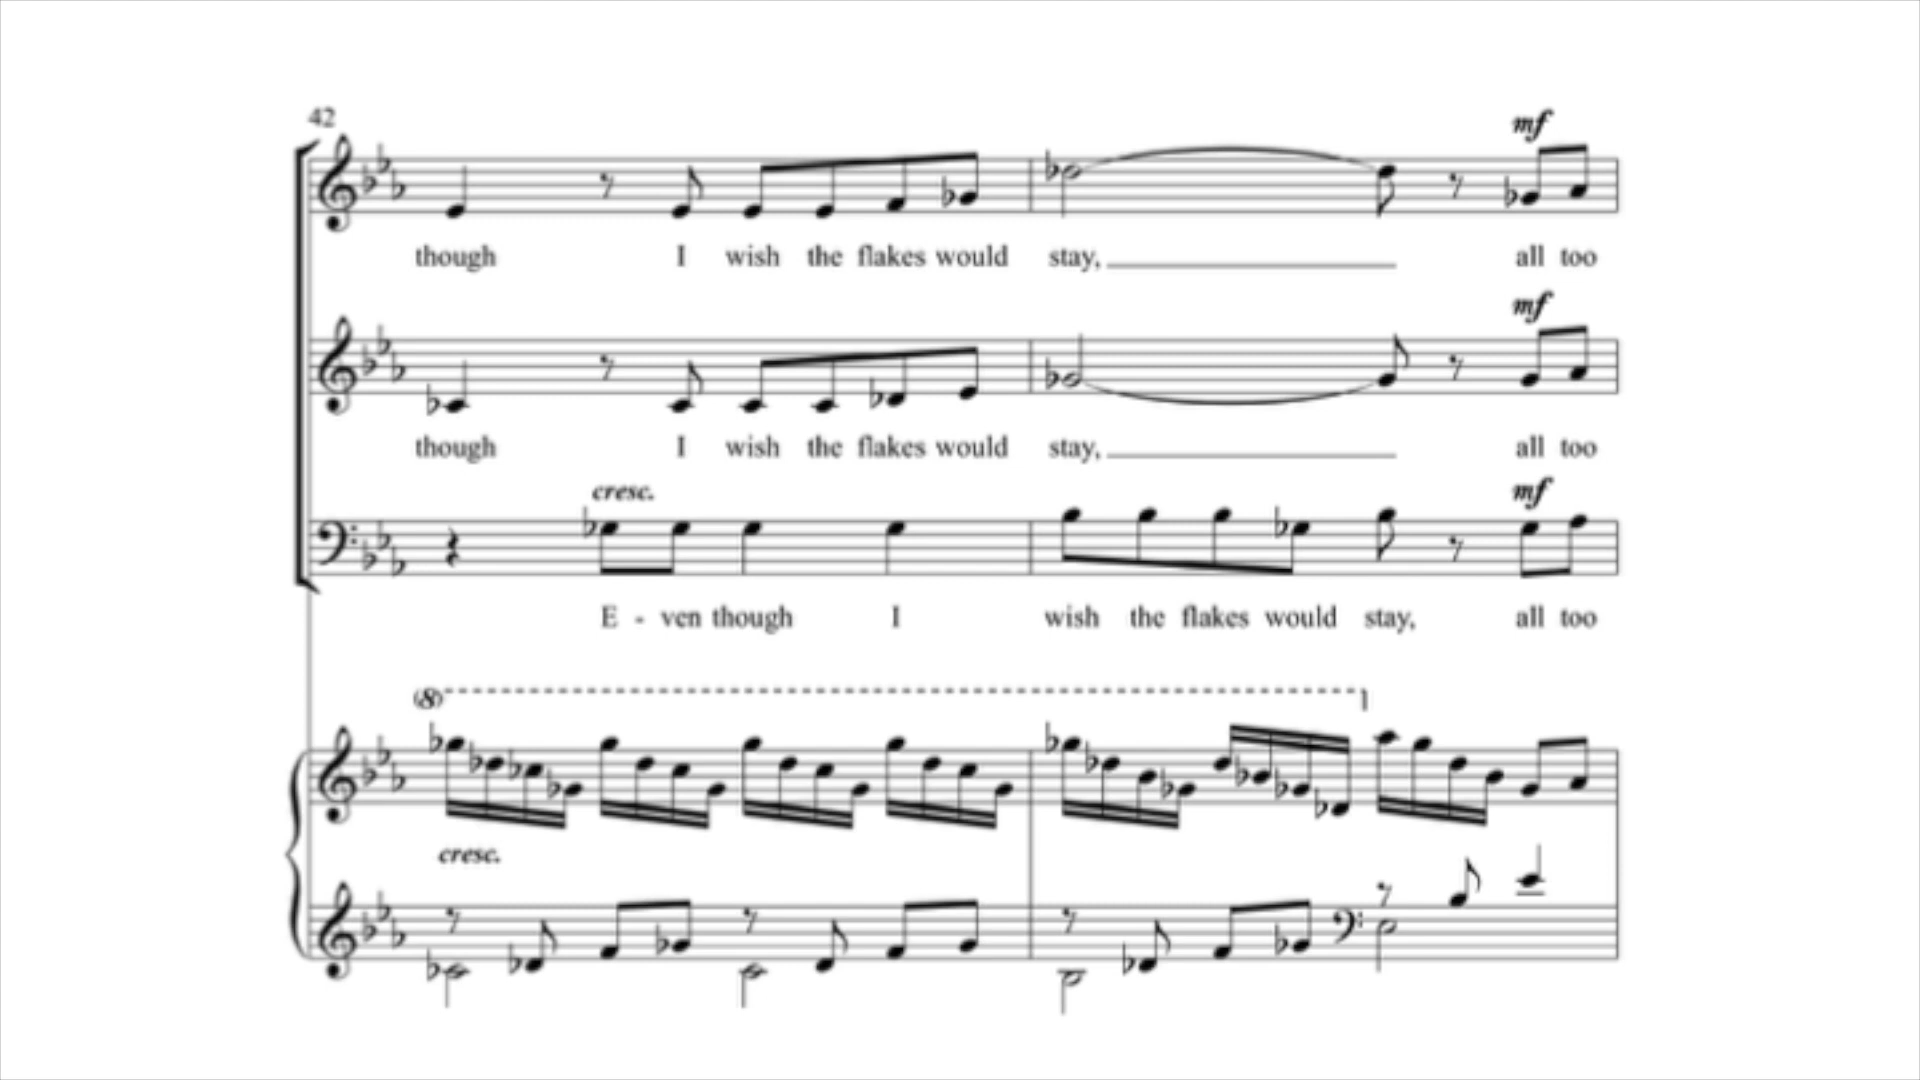 42
mf
though I wish the flakes would stay, all too
mf
though I wish the flakes would stay, all too
cresc. mf
E - ven though I wish the flakes would stay, all too
(8)
cresc.